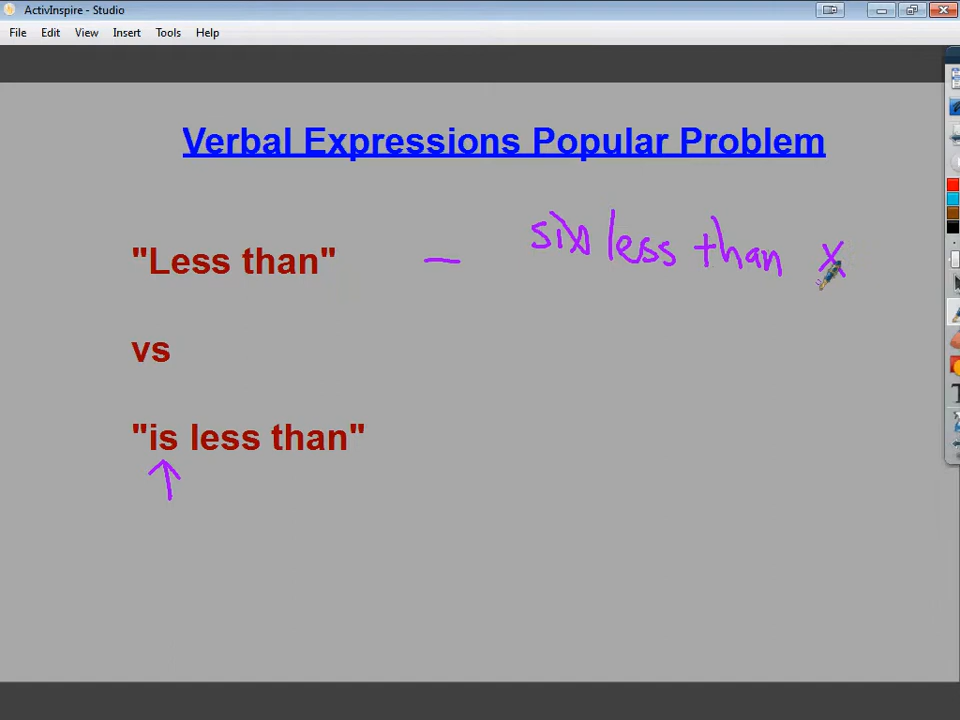 ActivInspire - Studio
File Edit View Insert Tools Help
Verbal Expressions Popular Problem
"Less than" — six less than x
vs
"is less than"